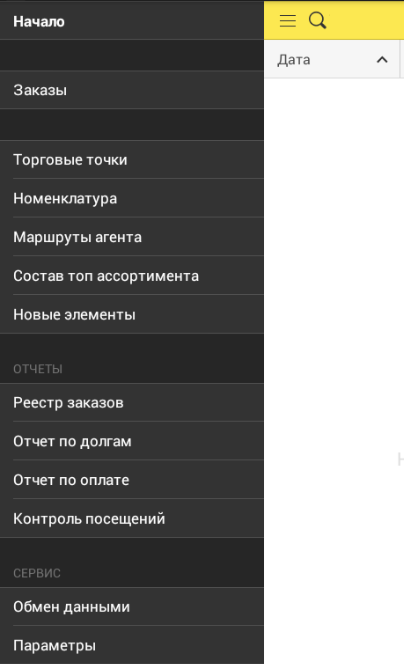 Начало
Дата
Заказы
Торговые точки
Номенклатура
Маршруты агента
Состав топ ассортимента
Новые элементы
ОТЧЕТЫ
Реестр заказов
Отчет по долгам
Отчет по оплате
Контроль посещений
СЕРВИС
Обмен данными
Параметры